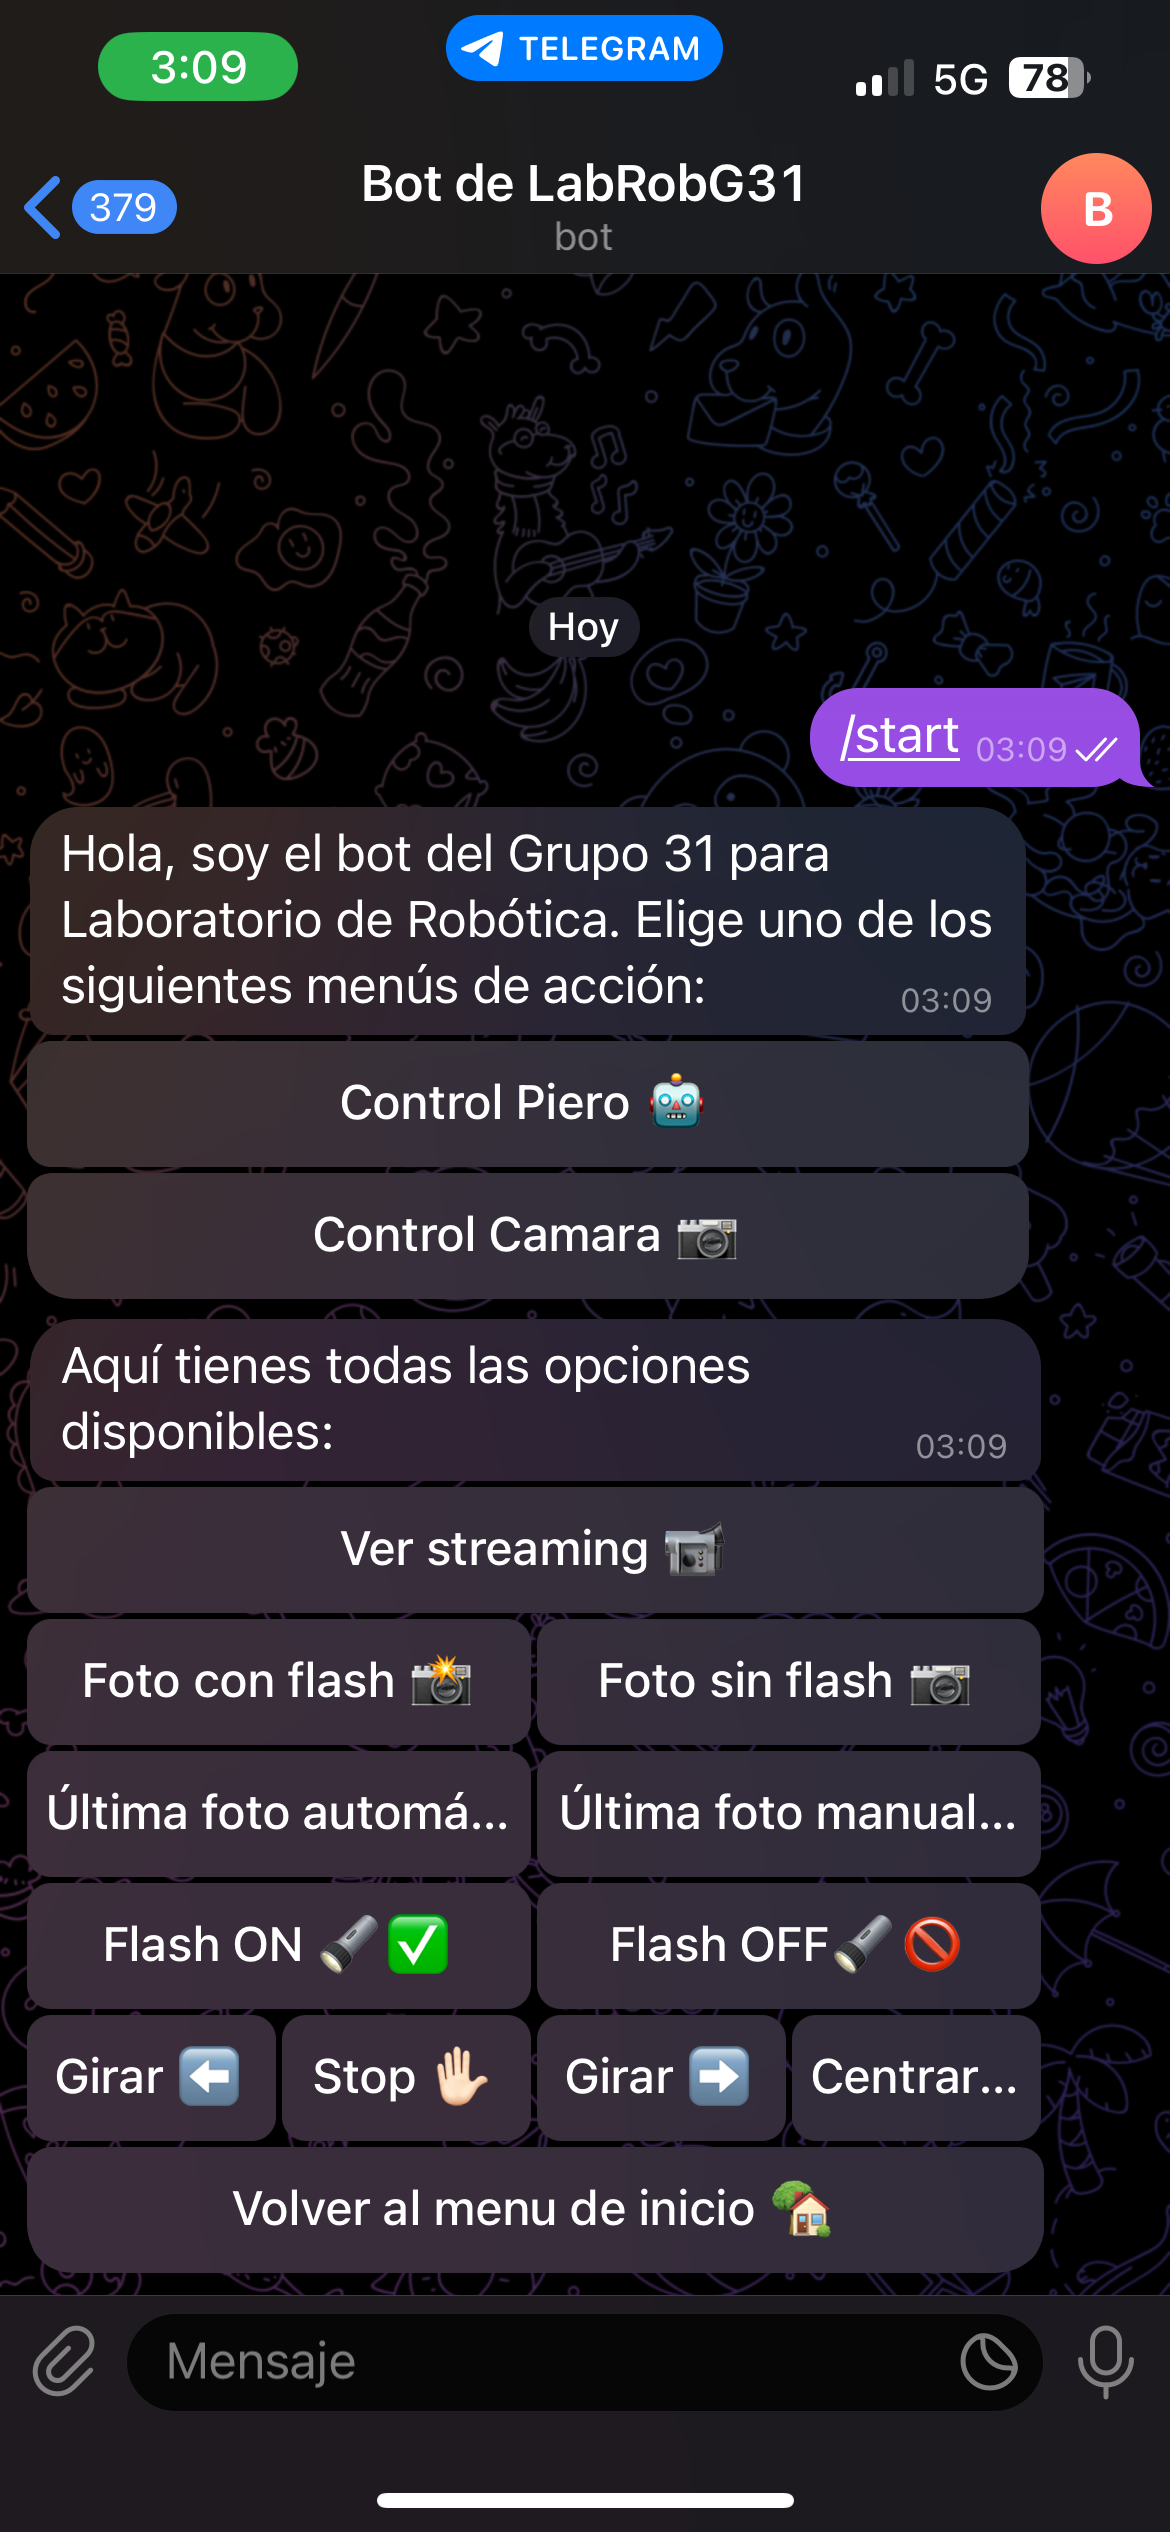 3:09
TELEGRAM
5G 78
379
Bot de LabRobG31
bot
B
Hoy
/start 03:09
Hola, soy el bot del Grupo 31 para
Laboratorio de Robótica. Elige uno de los
siguientes menús de acción: 03:09
Control Piero 🤖
Control Camara 📷
Aquí tienes todas las opciones
disponibles: 03:09
Ver streaming 📹
Foto con flash 📸 Foto sin flash 📷
Última foto automá... Última foto manual...
Flash ON 🔦✅ Flash OFF🔦🚫
Girar ⬅️ Stop 🤚🏻 Girar ➡️ Centrar...
Volver al menu de inicio 🏡
Mensaje